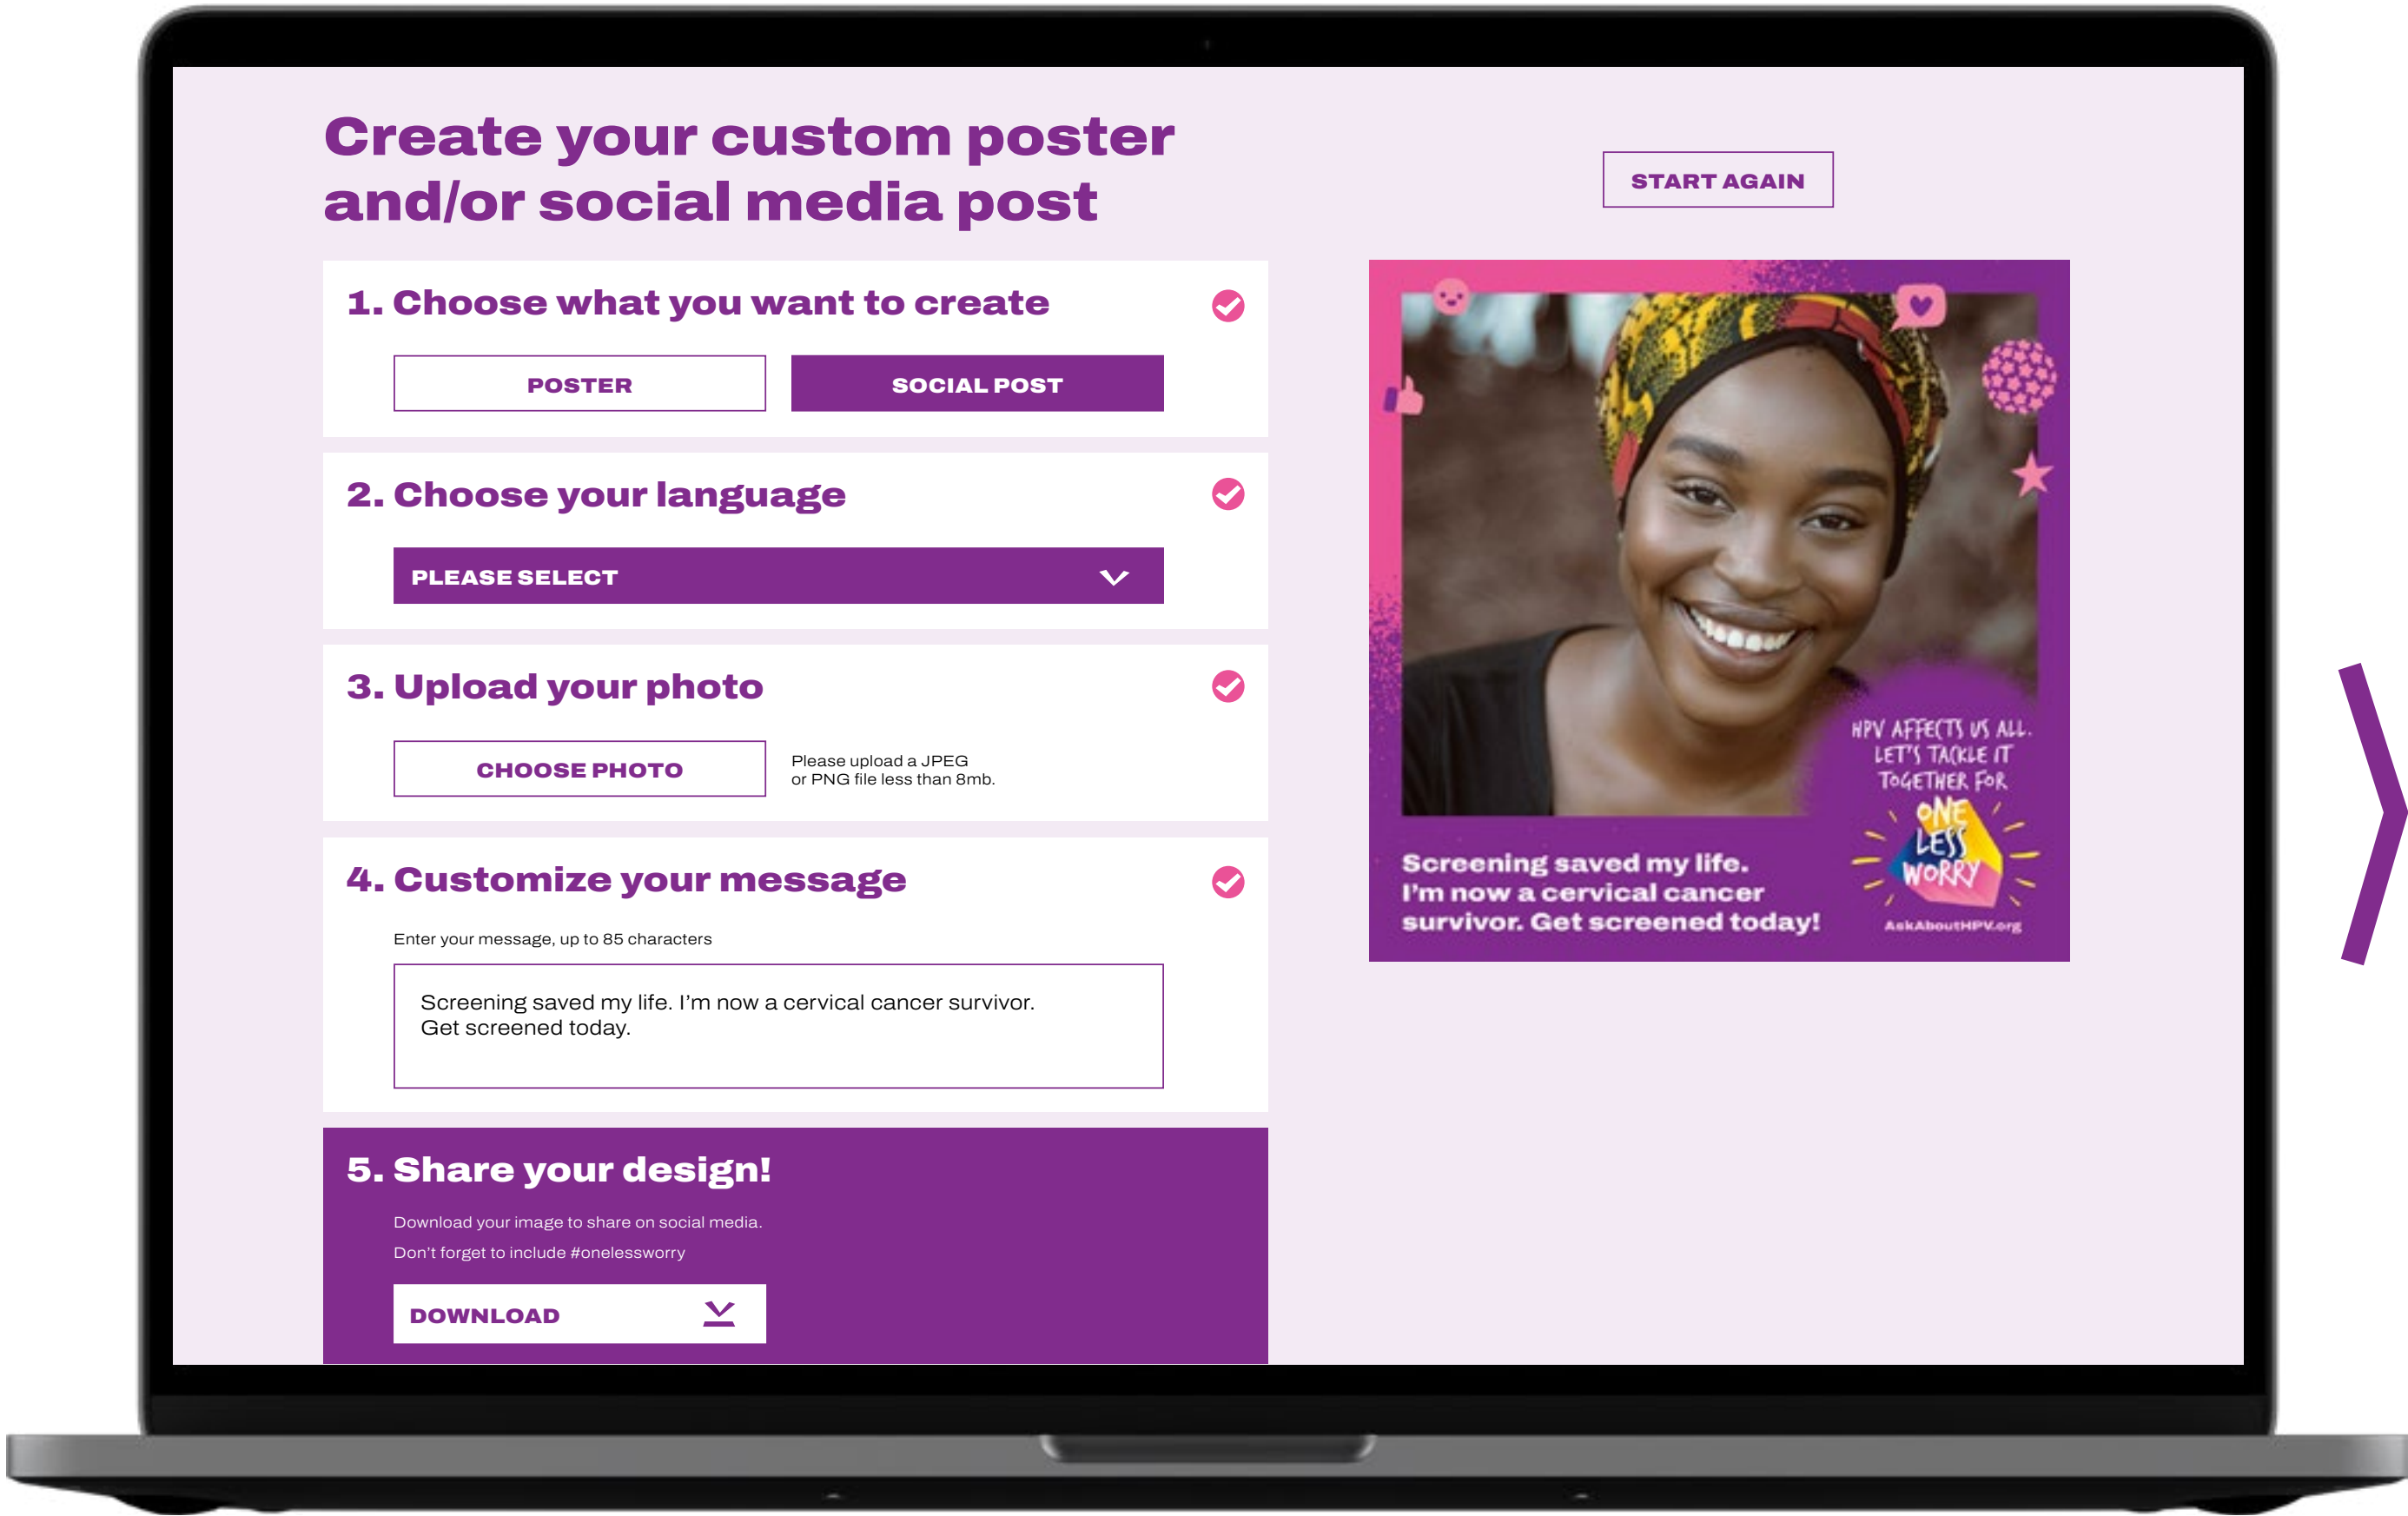 Create your custom poster
and/or social media post
START AGAIN
1. Choose what you want to create
POSTER
SOCIAL POST
2. Choose your language
PLEASE SELECT
3. Upload your photo
CHOOSE PHOTO
Please upload a JPEG
or PNG file less than 8mb.
4. Customize your message
Enter your message, up to 85 characters
Screening saved my life. I'm now a cervical cancer survivor.
Get screened today.
5. Share your design!
Download your image to share on social media.
Don't forget to include #onelessworry
DOWNLOAD
HPV AFFECTS US ALL.
LET'S TACKLE IT
TOGETHER FOR
ONE
LESS
WORRY
AskAboutHPV.org
Screening saved my life.
I'm now a cervical cancer
survivor. Get screened today!